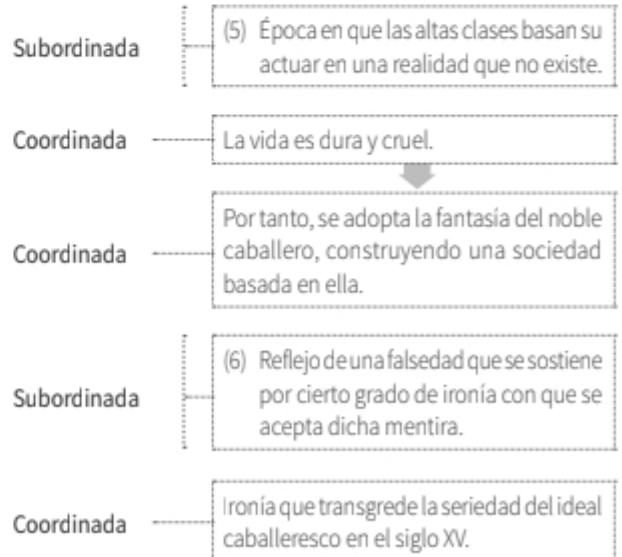 Subordinada
(5) Época en que las altas clases basan su
actuar en una realidad que no existe.
Coordinada
La vida es dura y cruel.
Coordinada
Por tanto, se adopta la fantasía del noble
caballero, construyendo una sociedad
basada en ella.
Subordinada
(6) Reflejo de una falsedad que se sostiene
por cierto grado de ironía con que se
acepta dicha mentira.
Coordinada
Ironía que transgrede la seriedad del ideal
caballeresco en el siglo XV.